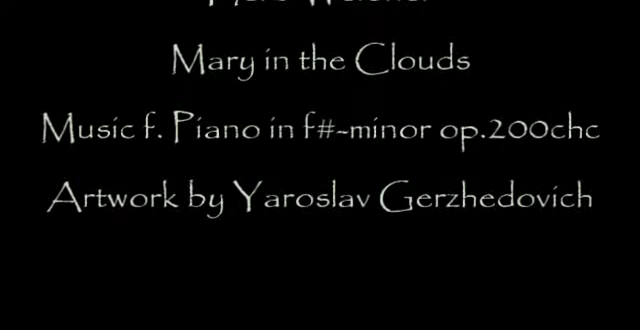 Mary in the Clouds
Music f. Piano in f#-minor op.200chc
Artwork by Yaroslav Gerzhedovich